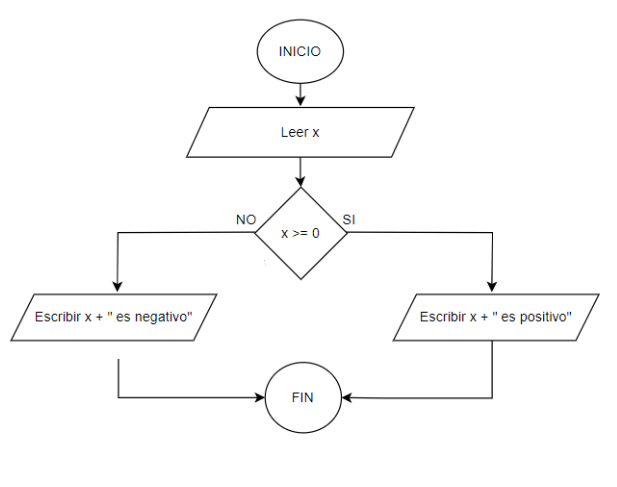 INICIO
Leer x
NO
SI
x >= 0
Escribir x + " es negativo"
Escribir x + " es positivo"
FIN